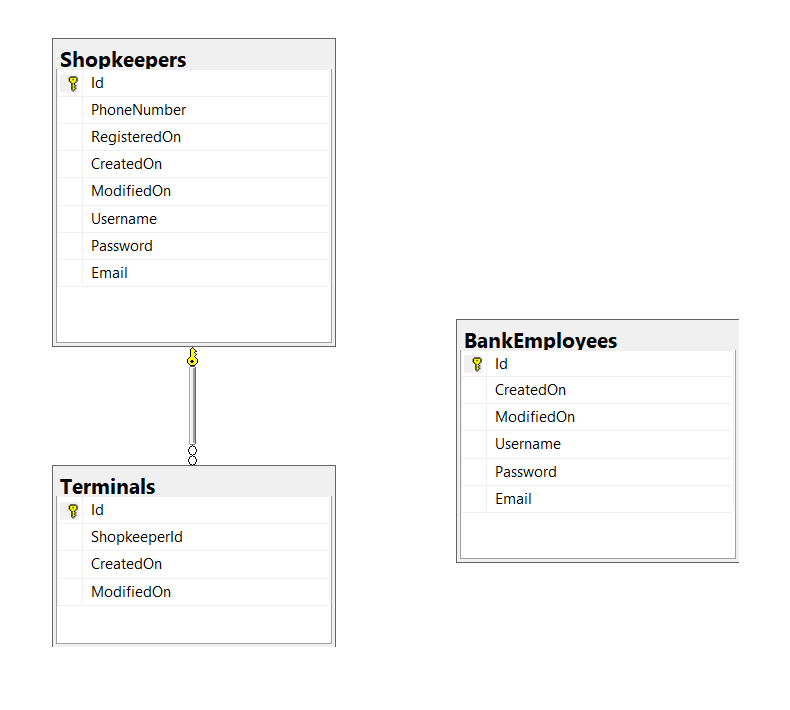 Shopkeepers
Id
PhoneNumber
RegisteredOn
CreatedOn
ModifiedOn
Username
Password
Email
Terminals
Id
ShopkeeperId
CreatedOn
ModifiedOn
BankEmployees
Id
CreatedOn
ModifiedOn
Username
Password
Email